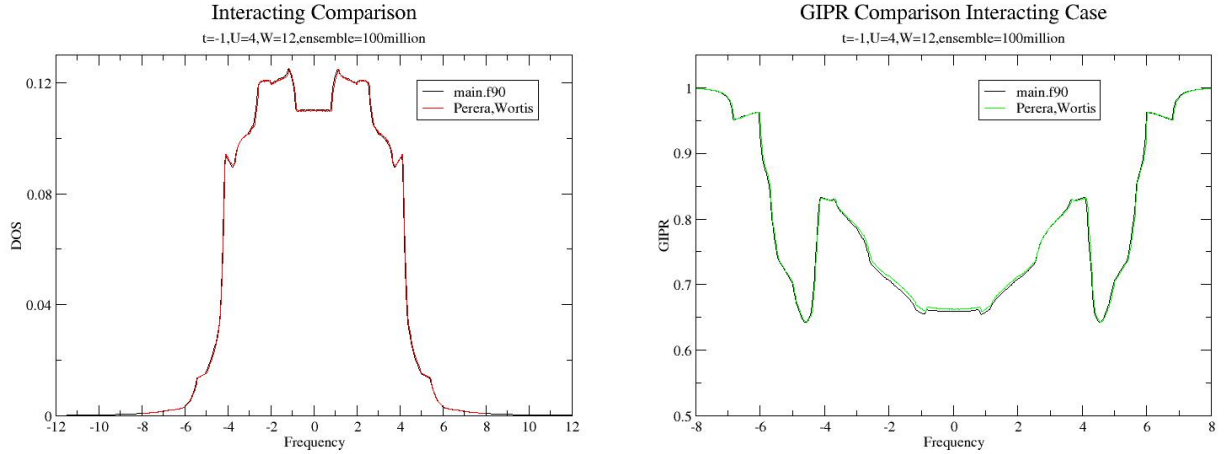 Interacting Comparison
t=-1,U=4,W=12,ensemble=100million
main.f90
Perera,Wortis
DOS
0.12
0.08
0.04
0
-12 -10 -8 -6 -4 -2 0 2 4 6 8 10 12
Frequency
GIPR Comparison Interacting Case
t=-1,U=4,W=12,ensemble=100million
main.f90
Perera,Wortis
GIPR
1
0.9
0.8
0.7
0.6
0.5
-8 -6 -4 -2 0 2 4 6 8
Frequency